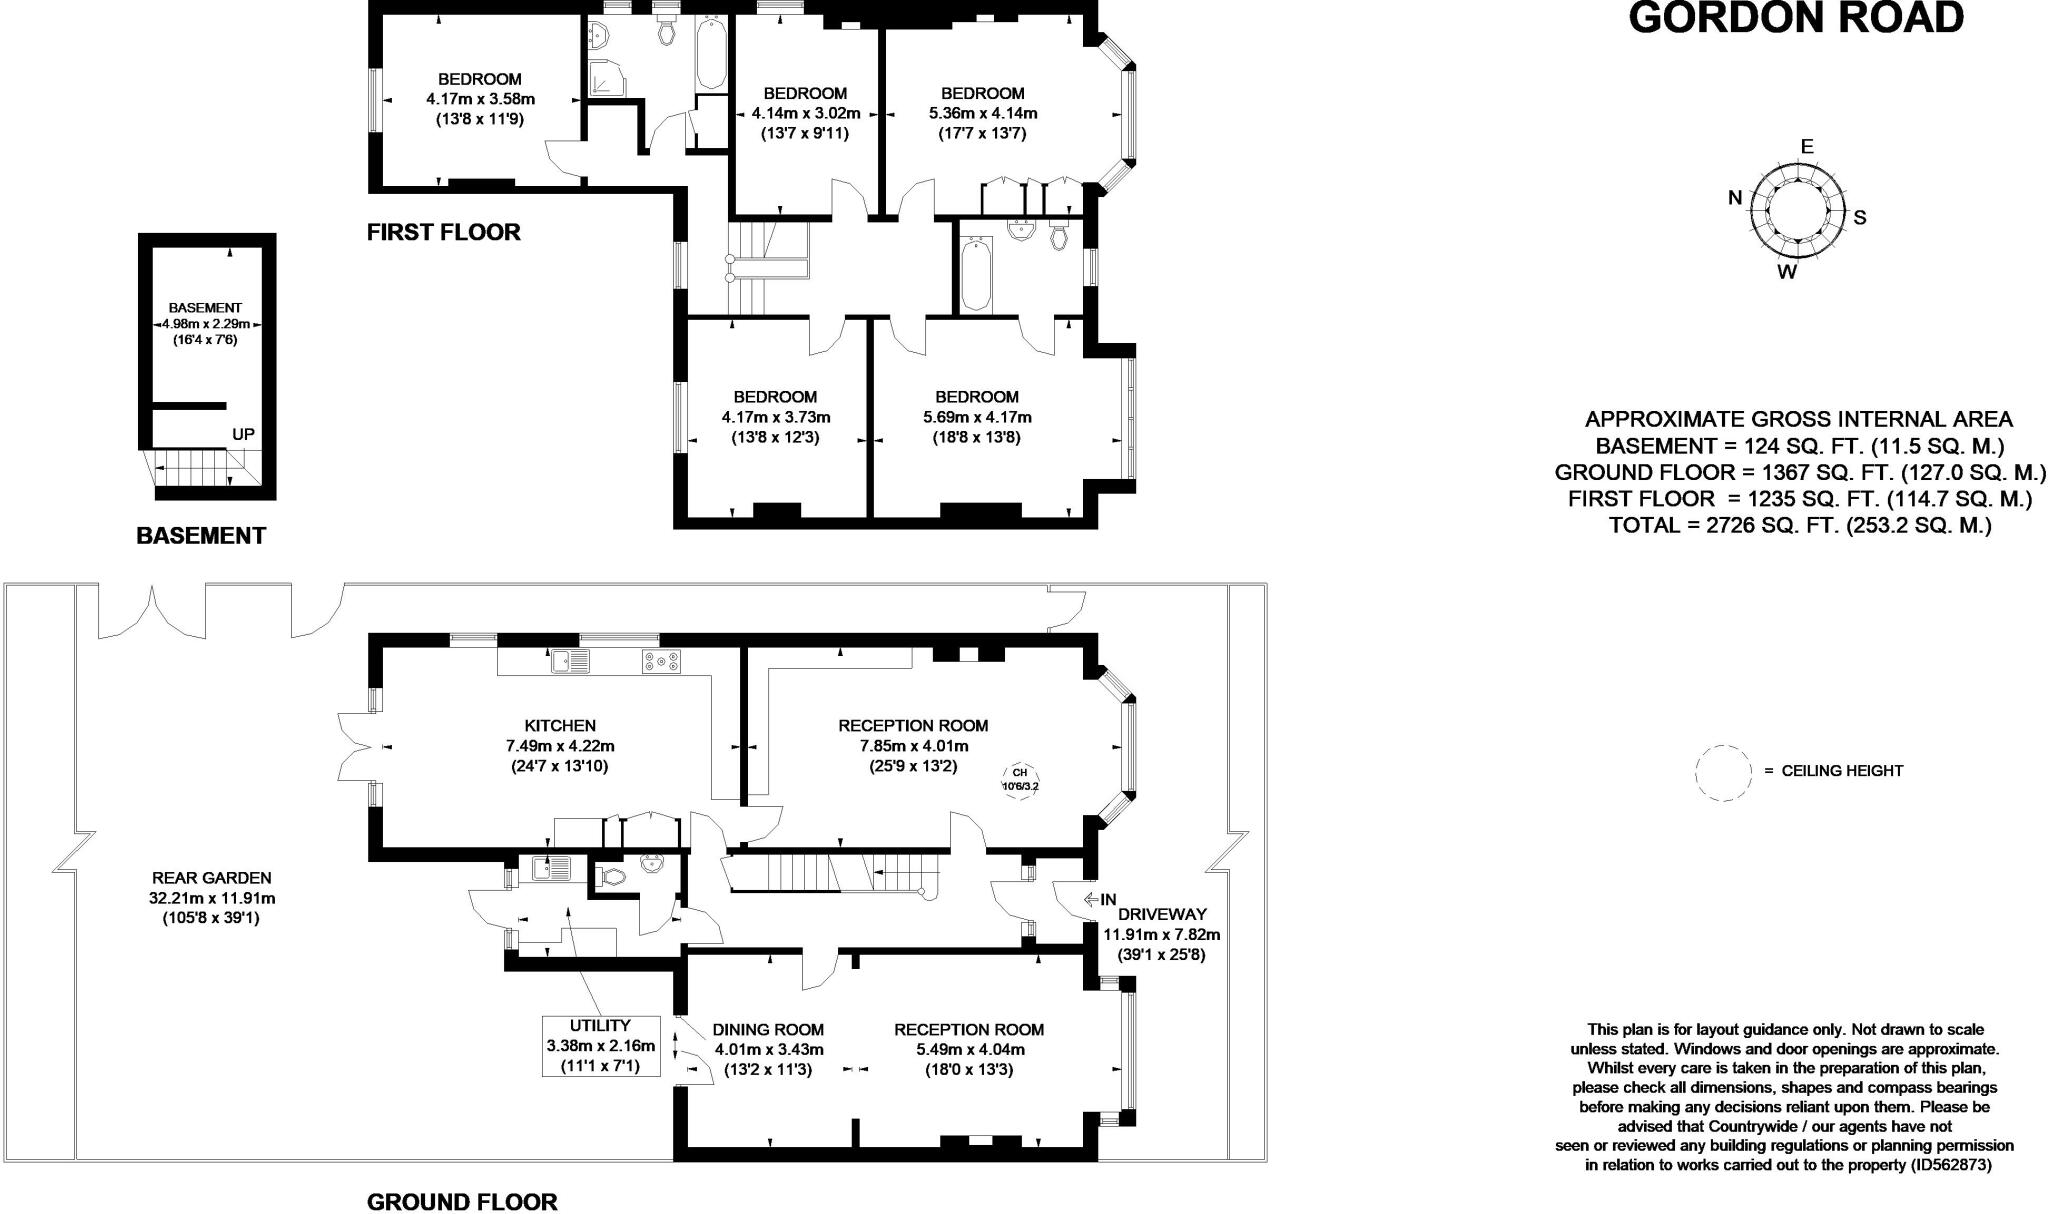 GORDON ROAD
BEDROOM
4.17m x 3.58m
(13'8 x 11'9)
BEDROOM
4.14m x 3.02m
(13'7 x 9'11)
BEDROOM
5.36m x 4.14m
(17'7 x 13'7)
FIRST FLOOR
BEDROOM
4.17m x 3.73m
(13'8 x 12'3)
BEDROOM
5.69m x 4.17m
(18'8 x 13'8)
E
N
S
W
BASEMENT
4.98m x 2.29m
(16'4 x 7'6)
UP
BASEMENT
APPROXIMATE GROSS INTERNAL AREA
BASEMENT = 124 SQ. FT. (11.5 SQ. M.)
GROUND FLOOR = 1367 SQ. FT. (127.0 SQ. M.)
FIRST FLOOR = 1235 SQ. FT. (114.7 SQ. M.)
TOTAL = 2726 SQ. FT. (253.2 SQ. M.)
KITCHEN
7.49m x 4.22m
(24'7 x 13'10)
RECEPTION ROOM
7.85m x 4.01m
(25'9 x 13'2)
CH
10'6/3.2
= CEILING HEIGHT
REAR GARDEN
32.21m x 11.91m
(105'8 x 39'1)
IN
DRIVEWAY
11.91m x 7.82m
(39'1 x 25'8)
UTILITY
3.38m x 2.16m
(11'1 x 7'1)
DINING ROOM
4.01m x 3.43m
(13'2 x 11'3)
RECEPTION ROOM
5.49m x 4.04m
(18'0 x 13'3)
GROUND FLOOR
This plan is for layout guidance only. Not drawn to scale
unless stated. Windows and door openings are approximate.
Whilst every care is taken in the preparation of this plan,
please check all dimensions, shapes and compass bearings
before making any decisions reliant upon them. Please be
advised that Countrywide / our agents have not
seen or reviewed any building regulations or planning permission
in relation to works carried out to the property (ID562873)